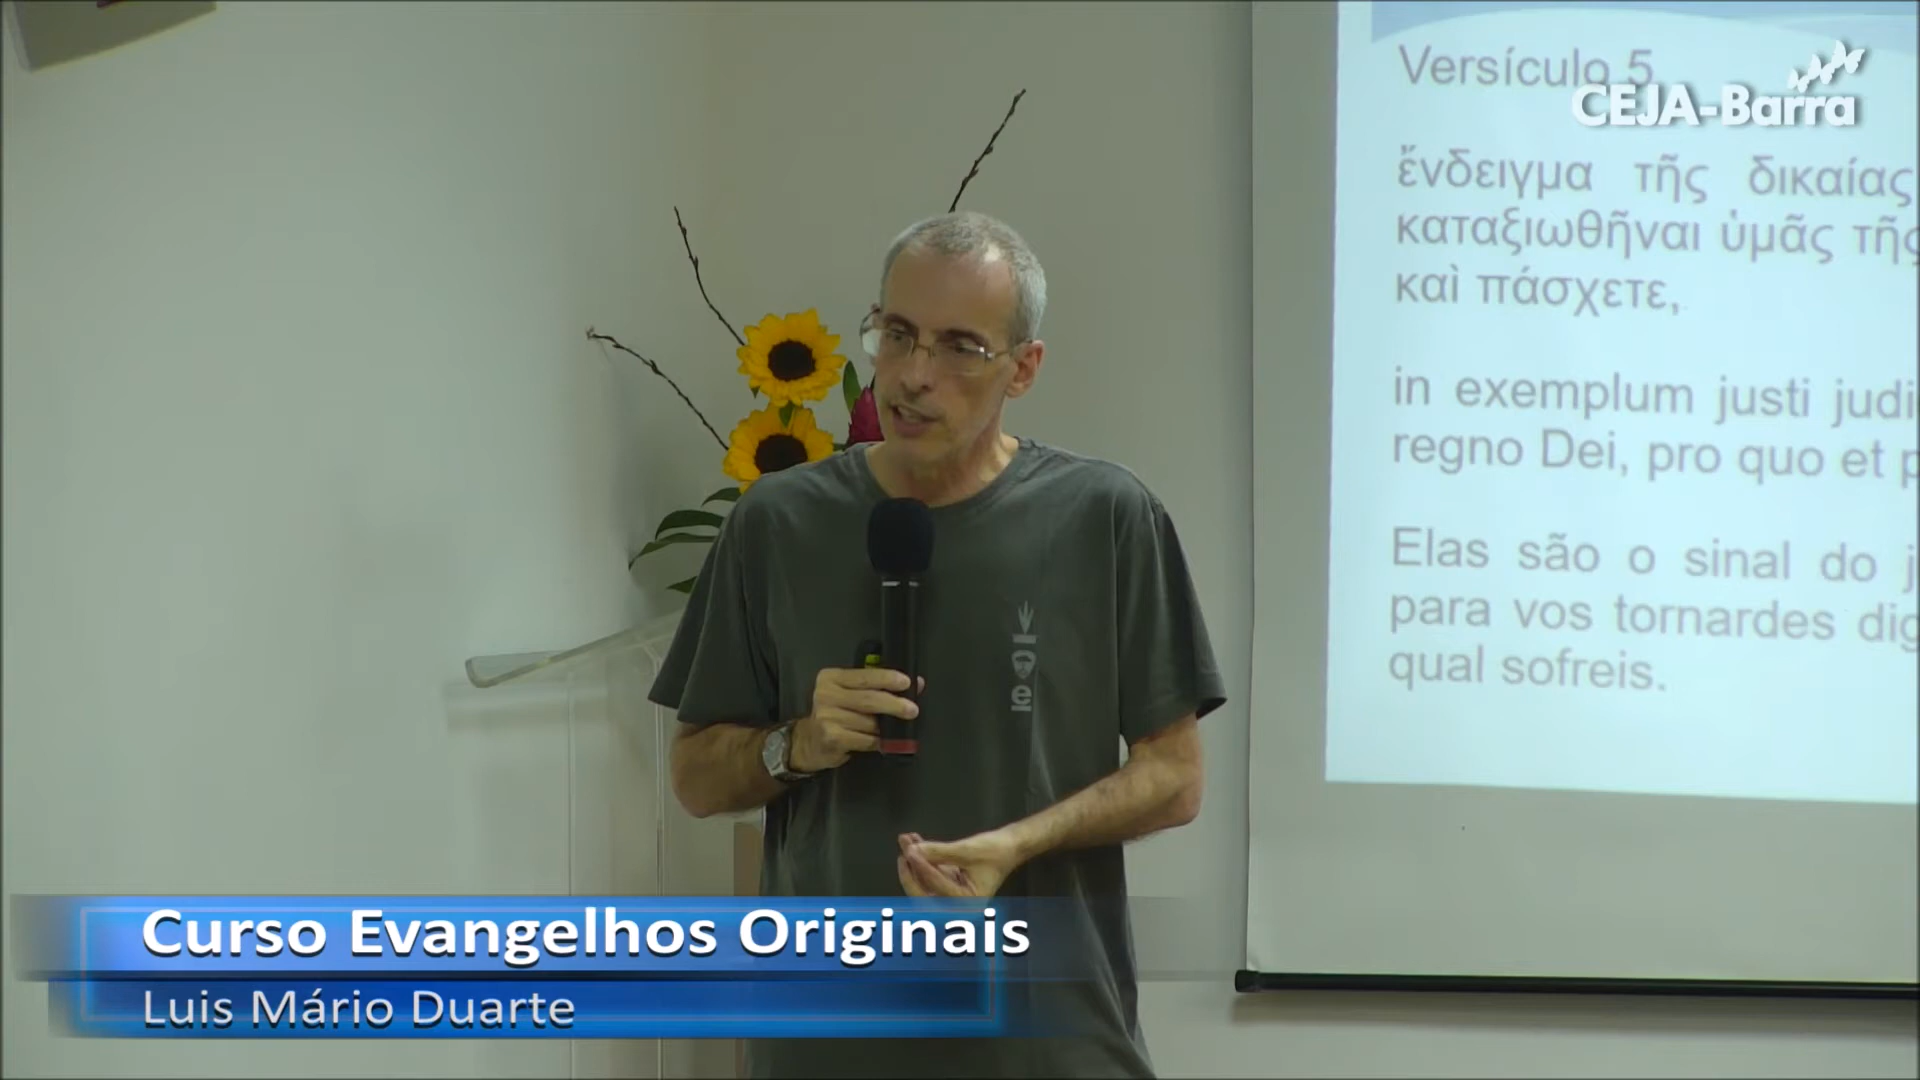 Versículo 5
CEJA-Barra
ἔνδειγμα τῆς δικαίας
καταξιωθῆναι ὑμᾶς τῆς
καὶ πάσχετε,
in exemplum justi judi
regno Dei, pro quo et p
Elas são o sinal do j
para vos tornardes dig
qual sofreis.
Curso Evangelhos Originais
Luis Mário Duarte